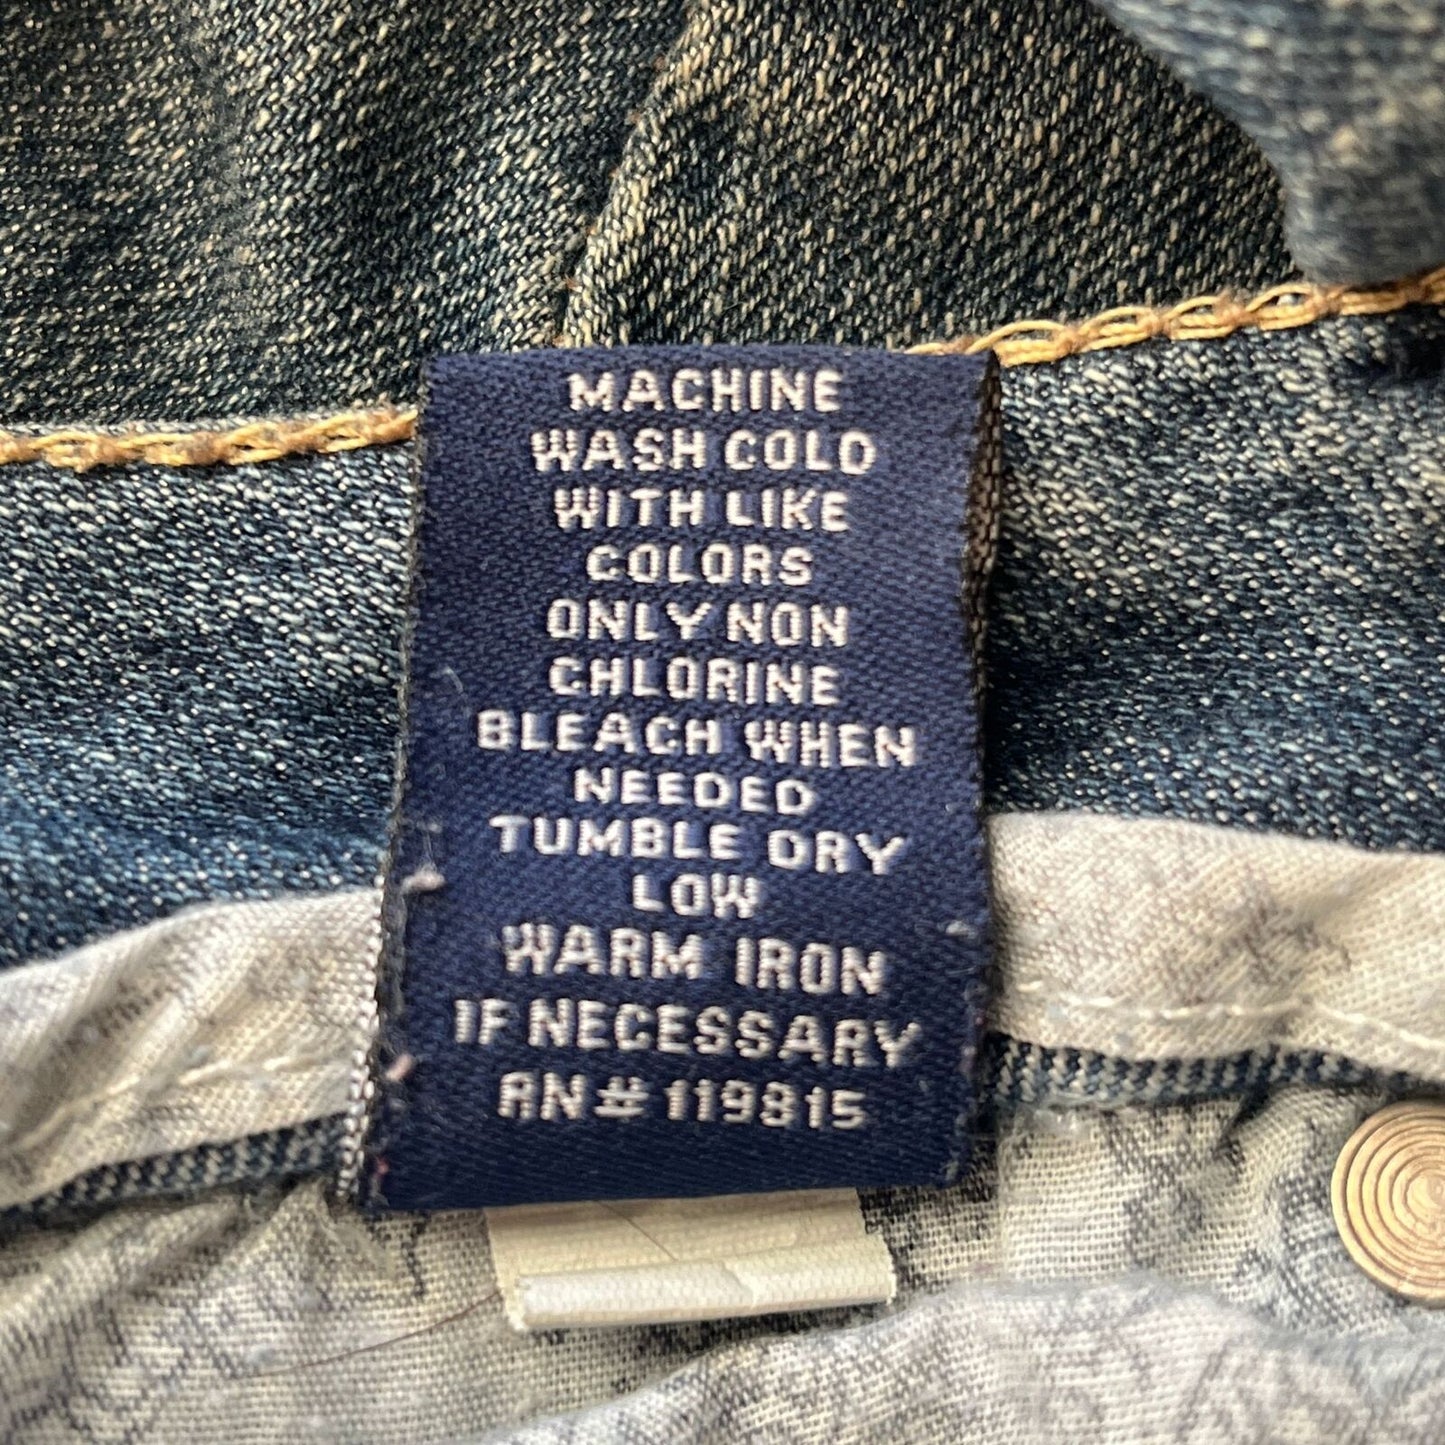 MACHINE
WASH COLD
WITH LIKE
COLORS
ONLY NON
CHLORINE
BLEACH WHEN
NEEDED
TUMBLE DRY
LOW
WARM IRON
IF NECESSARY
RN# 119815